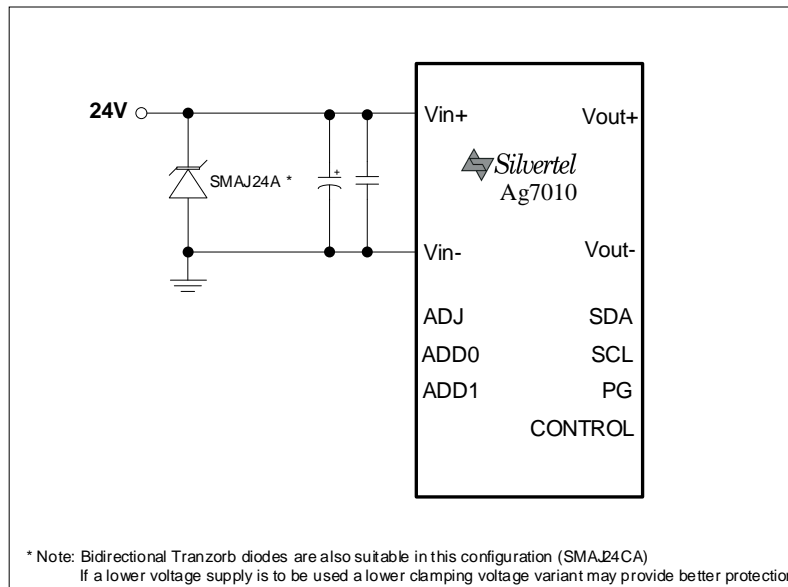 24V
SMAJ24A *
+
Vin+
Vout+
Silvertel
Ag7010
Vin-
Vout-
ADJ
SDA
ADD0
SCL
ADD1
PG
CONTROL
* Note: Bidirectional Tranzorb diodes are also suitable in this configuration (SMAJ24CA)
If a lower voltage supply is to be used a lower clamping voltage variant may provide better protection